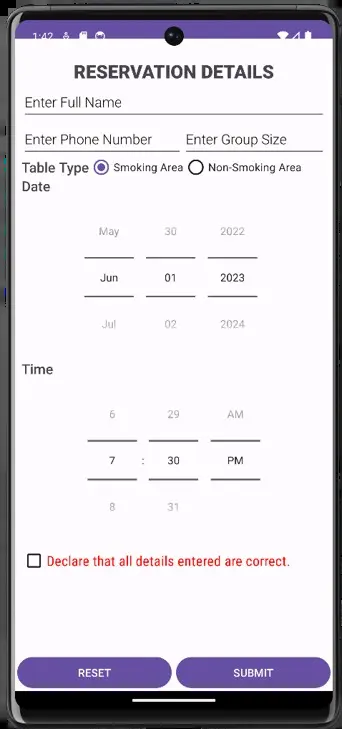 1:42
RESERVATION DETAILS
Enter Full Name
Enter Phone Number Enter Group Size
Table Type Smoking Area Non-Smoking Area
Date
May 30 2022
Jun 01 2023
Jul 02 2024
Time
6 29 AM
7 : 30 PM
8 31
Declare that all details entered are correct.
RESET SUBMIT